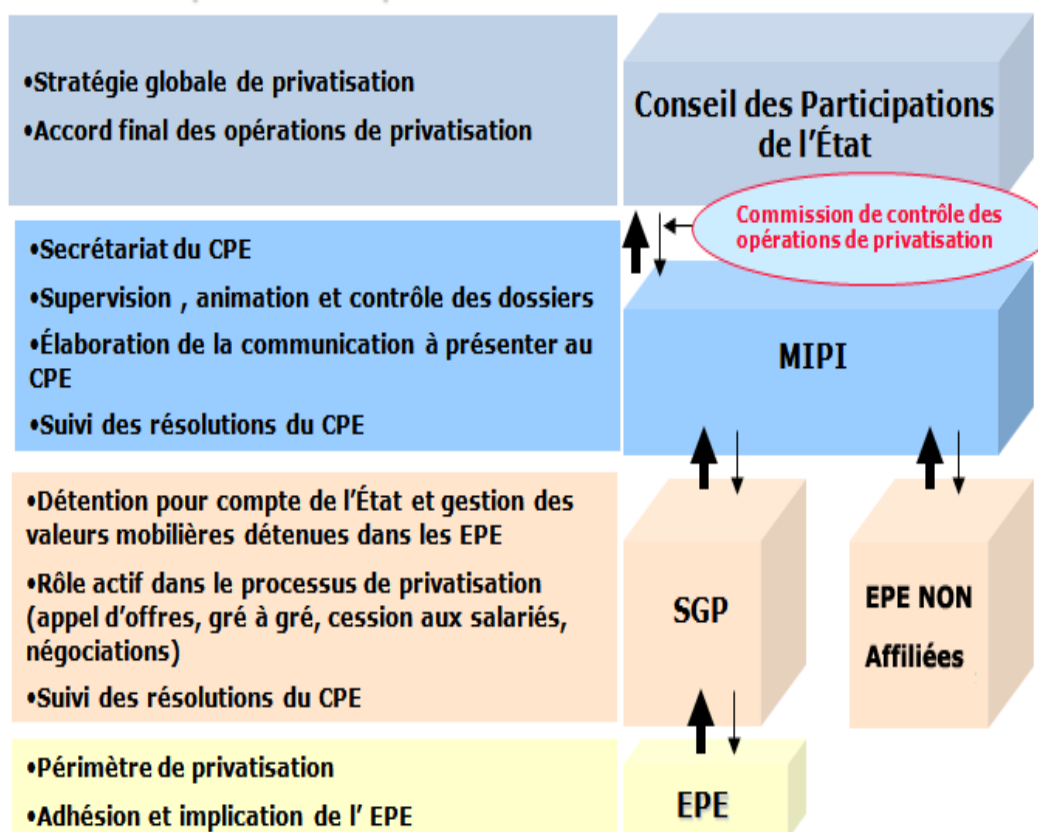 •Stratégie globale de privatisation
•Accord final des opérations de privatisation
Conseil des Participations
de l'État
Commission de contrôle des
opérations de privatisation
•Secrétariat du CPE
•Supervision , animation et contrôle des dossiers
•Élaboration de la communication à présenter au
CPE
•Suivi des résolutions du CPE
MIPI
•Détention pour compte de l'État et gestion des
valeurs mobilières détenues dans les EPE
•Rôle actif dans le processus de privatisation
(appel d'offres, gré à gré, cession aux salariés,
négociations)
•Suivi des résolutions du CPE
SGP
EPE NON
Affiliées
•Périmètre de privatisation
•Adhésion et implication de l' EPE
EPE